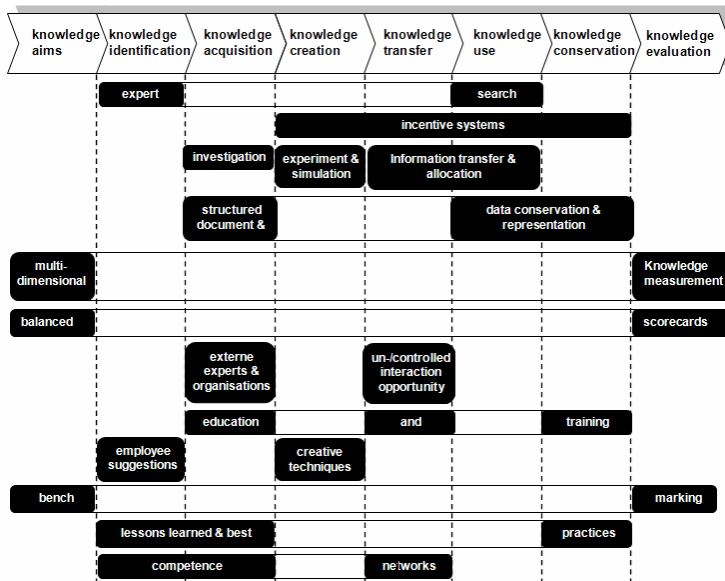 knowledge aims
knowledge identification
knowledge acquisition
knowledge creation
knowledge transfer
knowledge use
knowledge conservation
knowledge evaluation
expert search
incentive systems
investigation
experiment &
simulation
Information transfer &
allocation
structured
document &
data conservation &
representation
multi-
dimensional
Knowledge
measurement
balanced scorecards
externe
experts &
organisations
un-/controlled
interaction
opportunity
education and training
employee
suggestions
creative
techniques
bench marking
lessons learned & best practices
competence networks